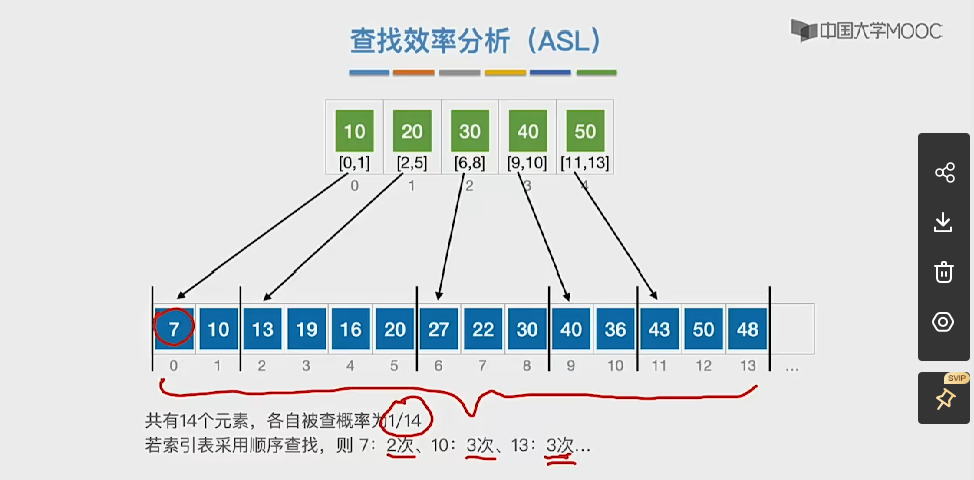 查找效率分析（ASL）
中国大学MOOC
10 20 30 40 50
[0,1] [2,5] [6,8] [9,10] [11,13]
0 1 2 3 4
7 10 13 19 16 20 27 22 30 40 36 43 50 48
0 1 2 3 4 5 6 7 8 9 10 11 12 13 ...
SVIP
共有14个元素，各自被查概率为1/14
若索引表采用顺序查找，则 7：2次、10：3次、13：3次...